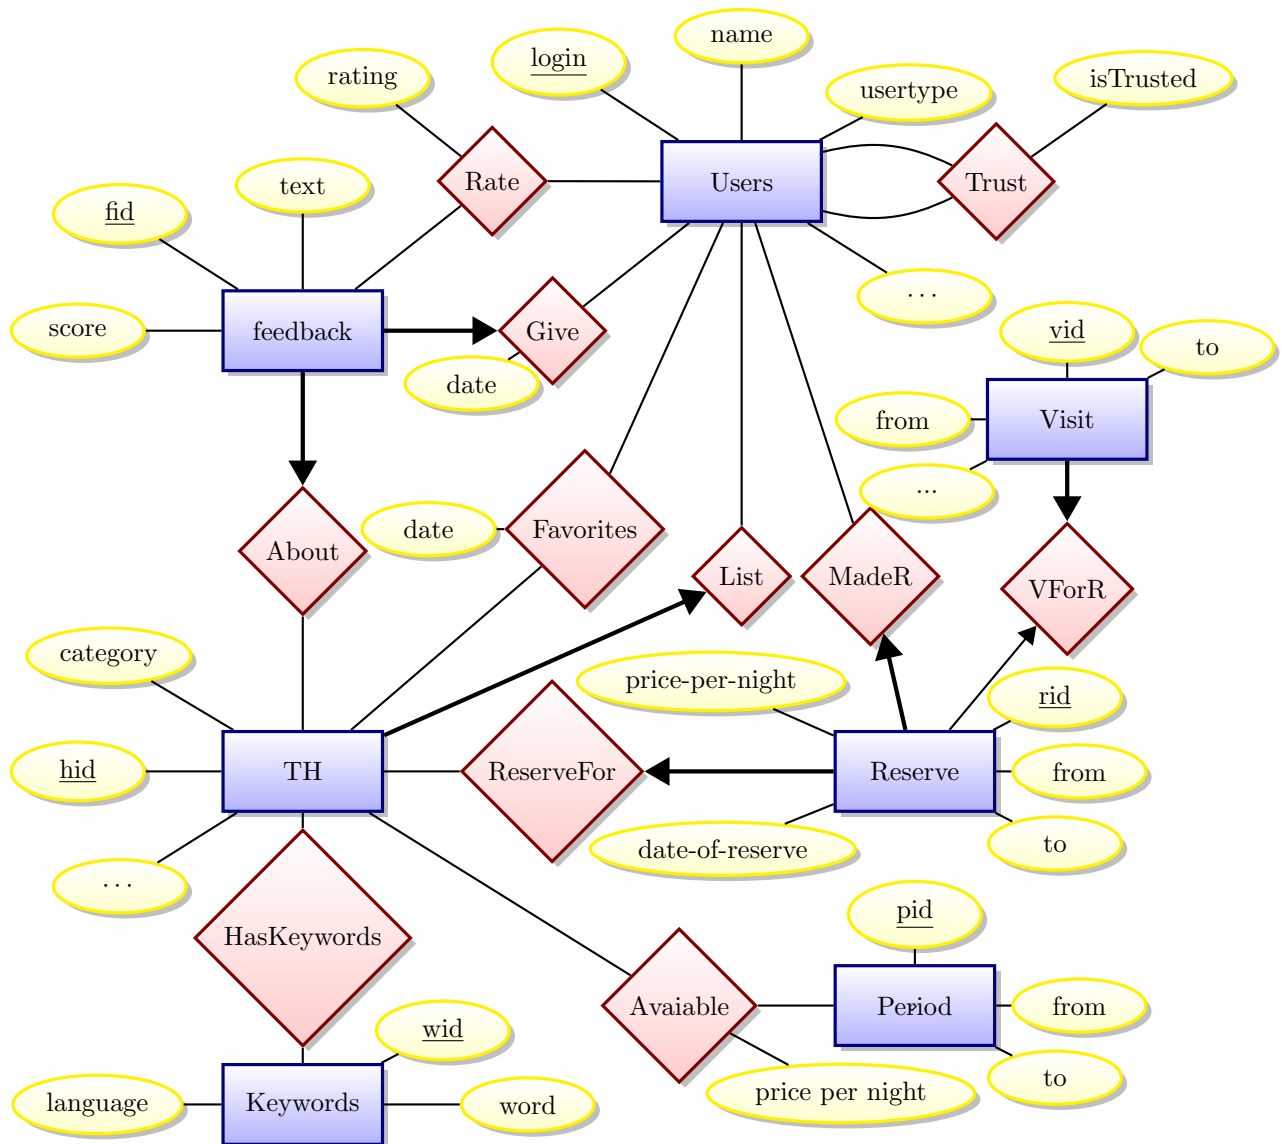 name
login
rating
isTrusted
usertype
Rate
Users
Trust
text
fid
. . .
score
feedback
Give
vid
to
date
from
Visit
...
date
Favorites
About
List
MadeR
VForR
category
price-per-night
rid
hid
TH
ReserveFor
Reserve
from
date-of-reserve
to
. . .
pid
HasKeywords
Avaiable
Period
from
wid
to
price per night
language
Keywords
word